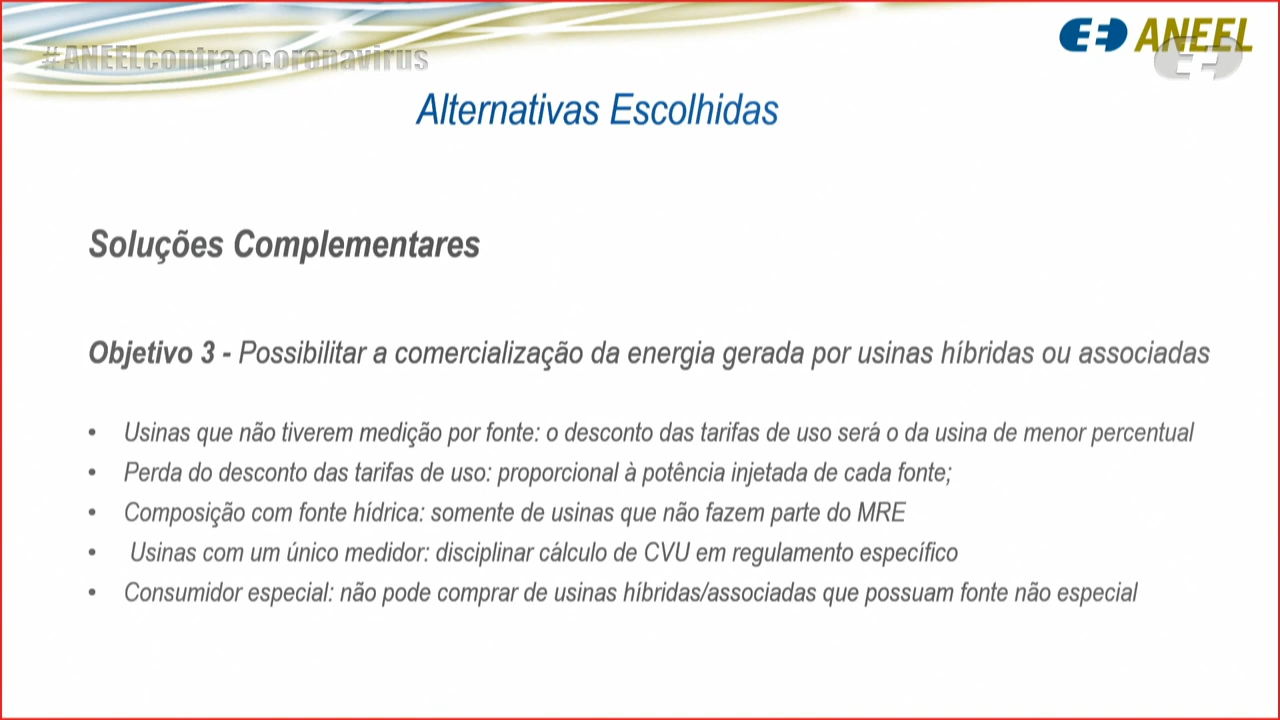 #ANEELcontraocoronavirus
ANEEL
Alternativas Escolhidas
Soluções Complementares
Objetivo 3 - Possibilitar a comercialização da energia gerada por usinas híbridas ou associadas
• Usinas que não tiverem medição por fonte: o desconto das tarifas de uso será o da usina de menor percentual
• Perda do desconto das tarifas de uso: proporcional à potência injetada de cada fonte;
• Composição com fonte hídrica: somente de usinas que não fazem parte do MRE
• Usinas com um único medidor: disciplinar cálculo de CVU em regulamento específico
• Consumidor especial: não pode comprar de usinas híbridas/associadas que possuam fonte não especial